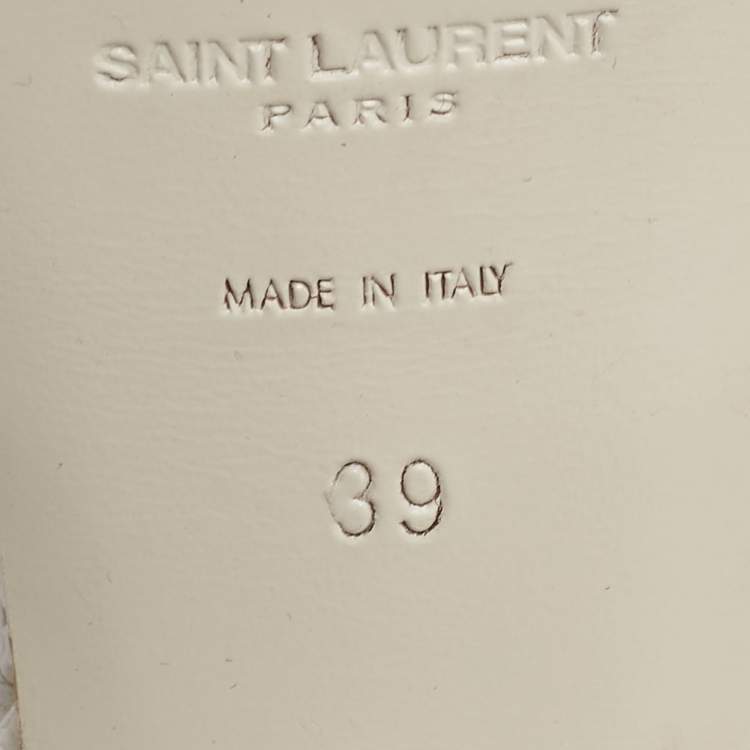 SAINT LAURENT
PARIS
MADE IN ITALY
39